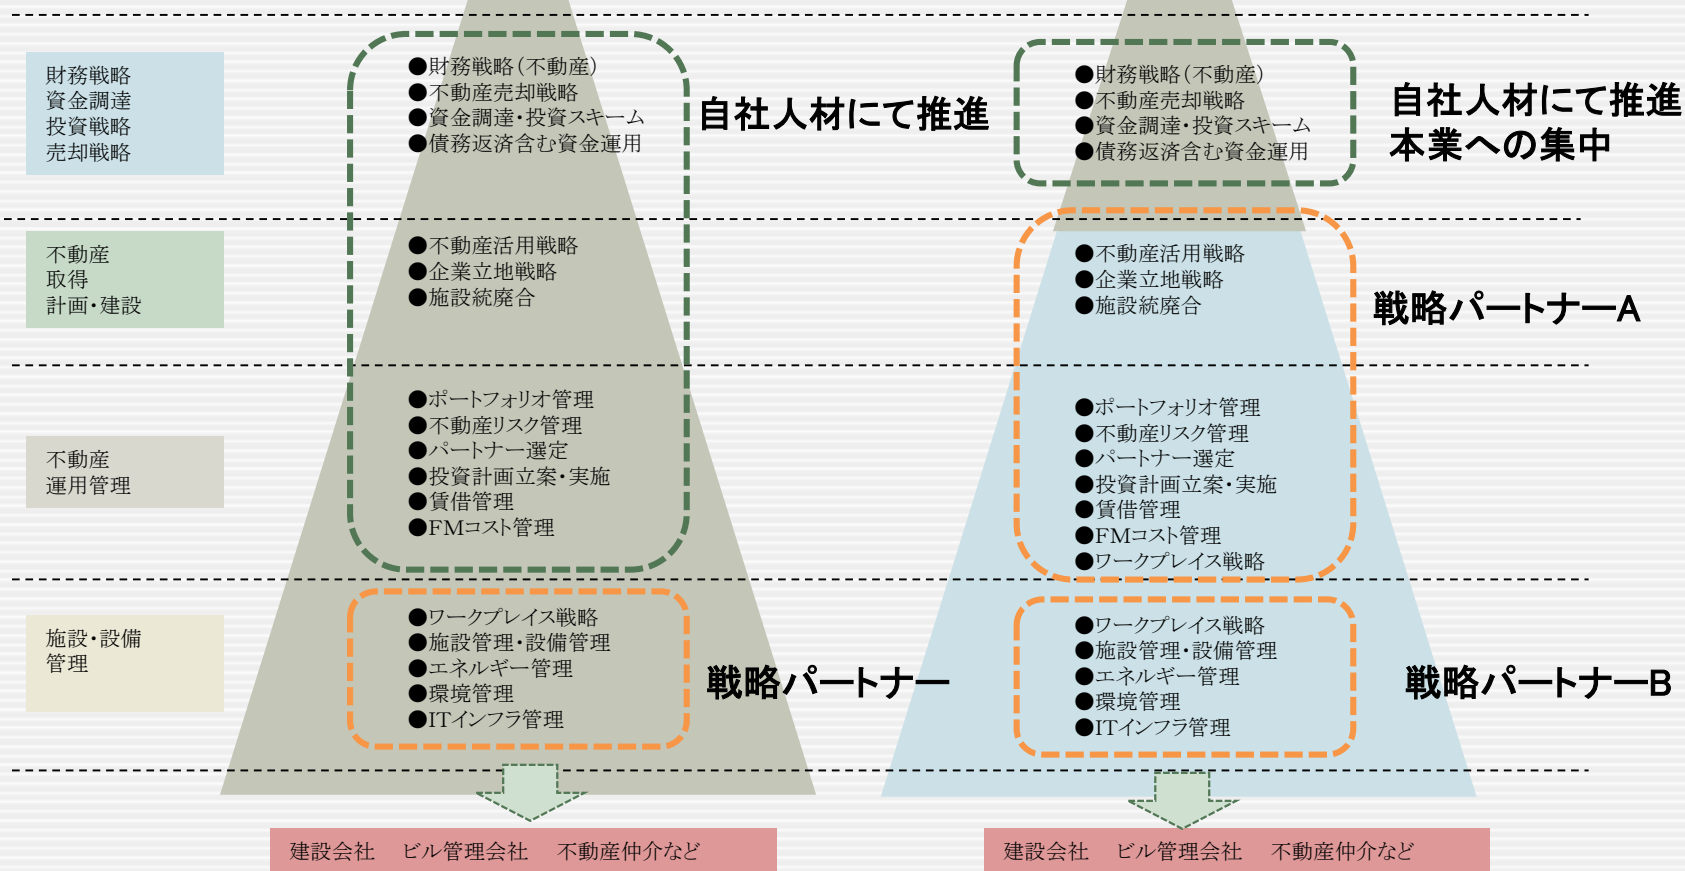 財務戦略
資金調達
投資戦略
売却戦略
●財務戦略(不動産)
●不動産売却戦略
●資金調達・投資スキーム
●債務返済含む資金運用
自社人材にて推進
●財務戦略(不動産)
●不動産売却戦略
●資金調達・投資スキーム
●債務返済含む資金運用
自社人材にて推進
本業への集中
不動産
取得
計画・建設
●不動産活用戦略
●企業立地戦略
●施設統廃合
●不動産活用戦略
●企業立地戦略
●施設統廃合
戦略パートナーA
不動産
運用管理
●ポートフォリオ管理
●不動産リスク管理
●パートナー選定
●投資計画立案・実施
●賃借管理
●FMコスト管理
●ポートフォリオ管理
●不動産リスク管理
●パートナー選定
●投資計画立案・実施
●賃借管理
●FMコスト管理
●ワークプレイス戦略
施設・設備
管理
●ワークプレイス戦略
●施設管理・設備管理
●エネルギー管理
●環境管理
●ITインフラ管理
戦略パートナー
●ワークプレイス戦略
●施設管理・設備管理
●エネルギー管理
●環境管理
●ITインフラ管理
戦略パートナーB
建設会社 ビル管理会社 不動産仲介など
建設会社 ビル管理会社 不動産仲介など